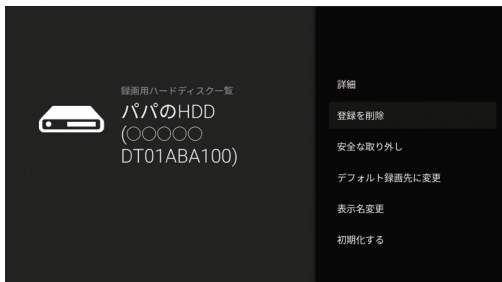 録画用ハードディスク一覧
パパのHDD
(○○○○○
DT01ABA100)
詳細
登録を削除
安全な取り外し
デフォルト録画先に変更
表示名変更
初期化する